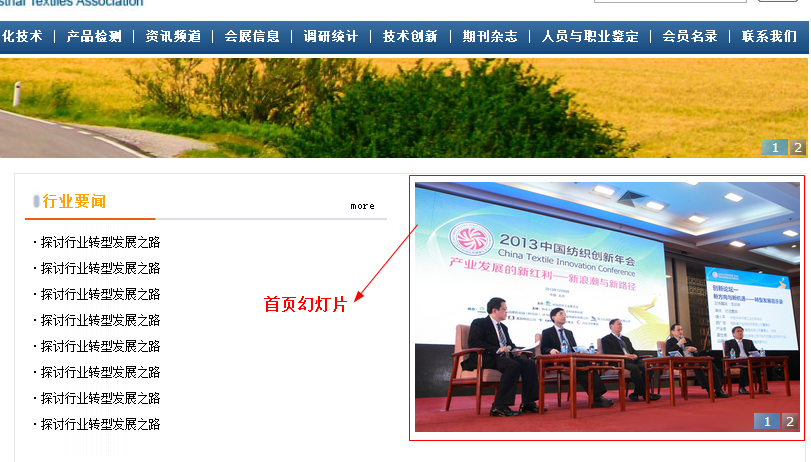 strial Textiles Association
化技术 | 产品检测 | 资讯频道 | 会展信息 | 调研统计 | 技术创新 | 期刊杂志 | 人员与职业鉴定 | 会员名录 | 联系我们
1 2
行业要闻
more
· 探讨行业转型发展之路
· 探讨行业转型发展之路
· 探讨行业转型发展之路
· 探讨行业转型发展之路
· 探讨行业转型发展之路
· 探讨行业转型发展之路
· 探讨行业转型发展之路
· 探讨行业转型发展之路
首页幻灯片
2013中国纺织创新年会
China Textile Innovation Conference
产业发展的新红利——新浪潮与新路径
创新论坛一
1 2